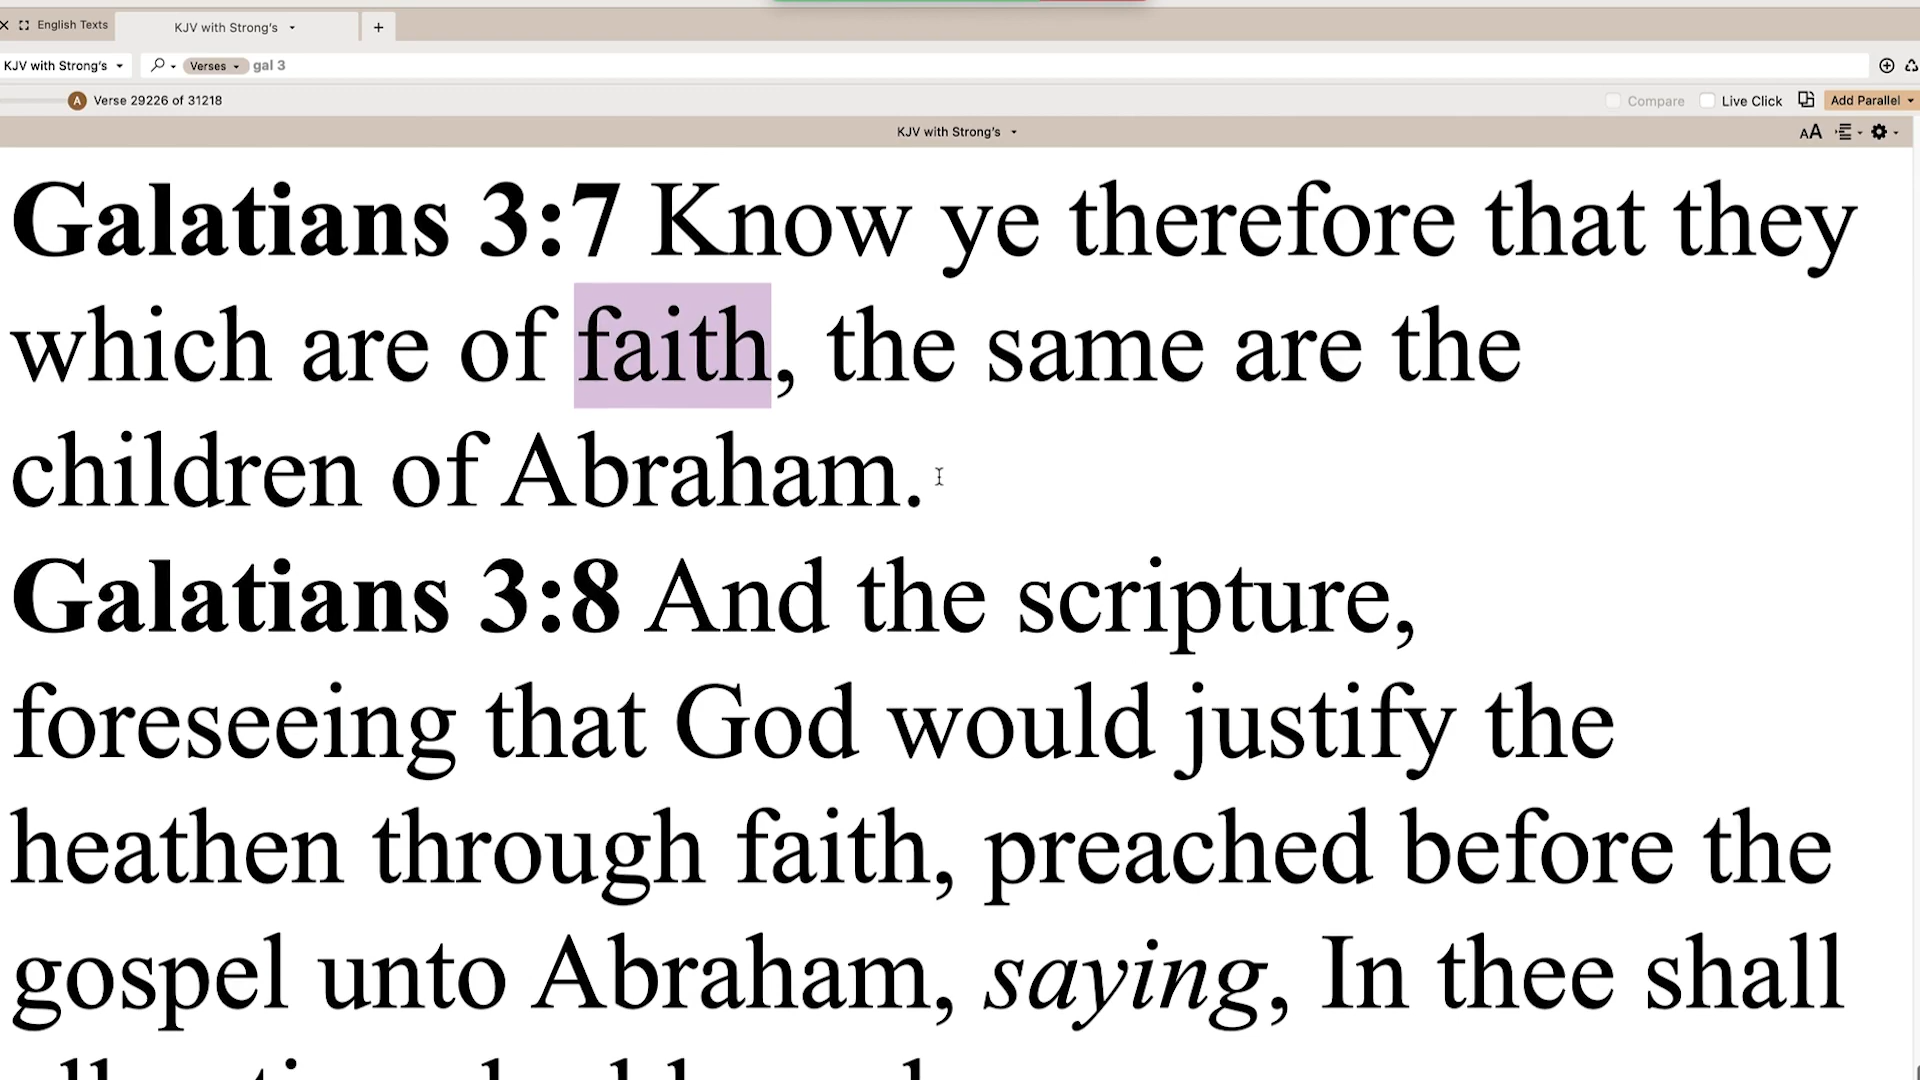 English Texts
KJV with Strong's
+
KJV with Strong's
Verses
gal 3
A
Verse 29226 of 31218
Compare
Live Click
Add Parallel
KJV with Strong's
AA
Galatians 3:7 Know ye therefore that they
which are of faith, the same are the
children of Abraham.
Galatians 3:8 And the scripture,
foreseeing that God would justify the
heathen through faith, preached before the
gospel unto Abraham, saying, In thee shall